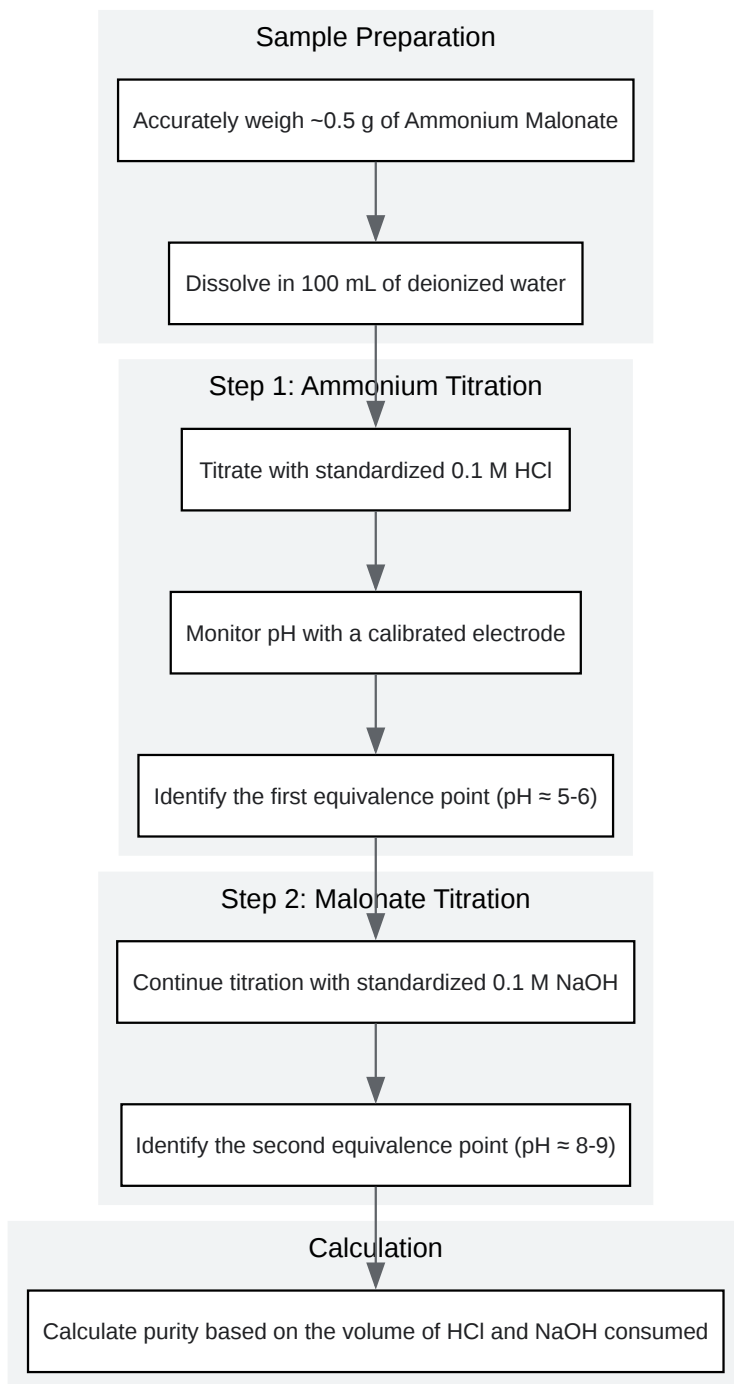 Sample Preparation
Accurately weigh ~0.5 g of Ammonium Malonate
Dissolve in 100 mL of deionized water
Step 1: Ammonium Titration
Titrate with standardized 0.1 M HCl
Monitor pH with a calibrated electrode
Identify the first equivalence point (pH ≈ 5-6)
Step 2: Malonate Titration
Continue titration with standardized 0.1 M NaOH
Identify the second equivalence point (pH ≈ 8-9)
Calculation
Calculate purity based on the volume of HCl and NaOH consumed